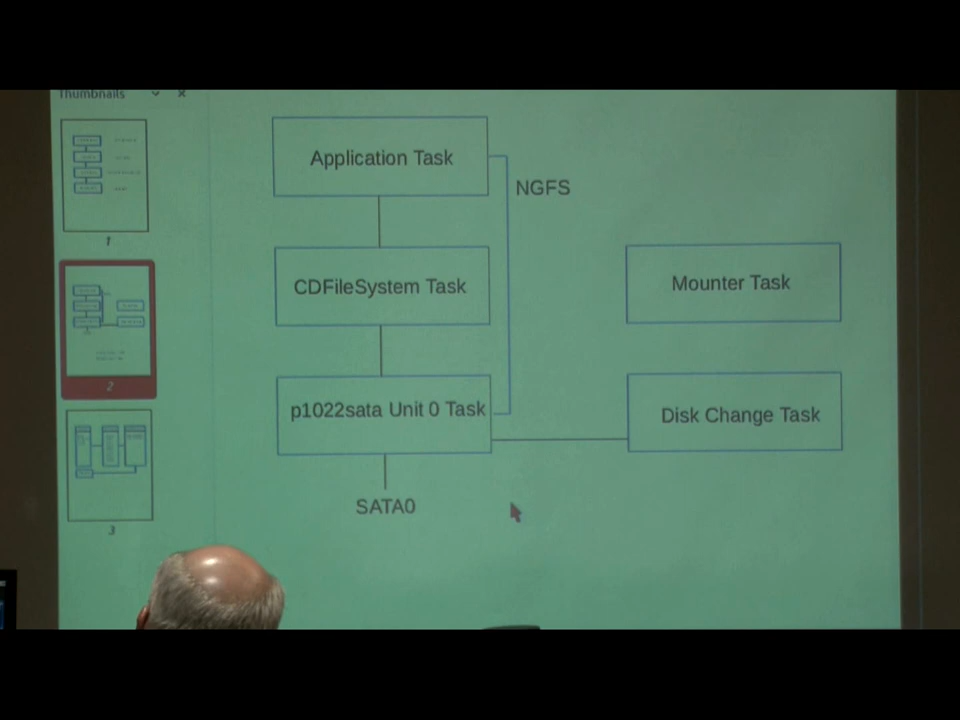 Thumbnails
Application Task
NGFS
CDFileSystem Task
Mounter Task
p1022sata Unit 0 Task
Disk Change Task
SATA0
1
2
3